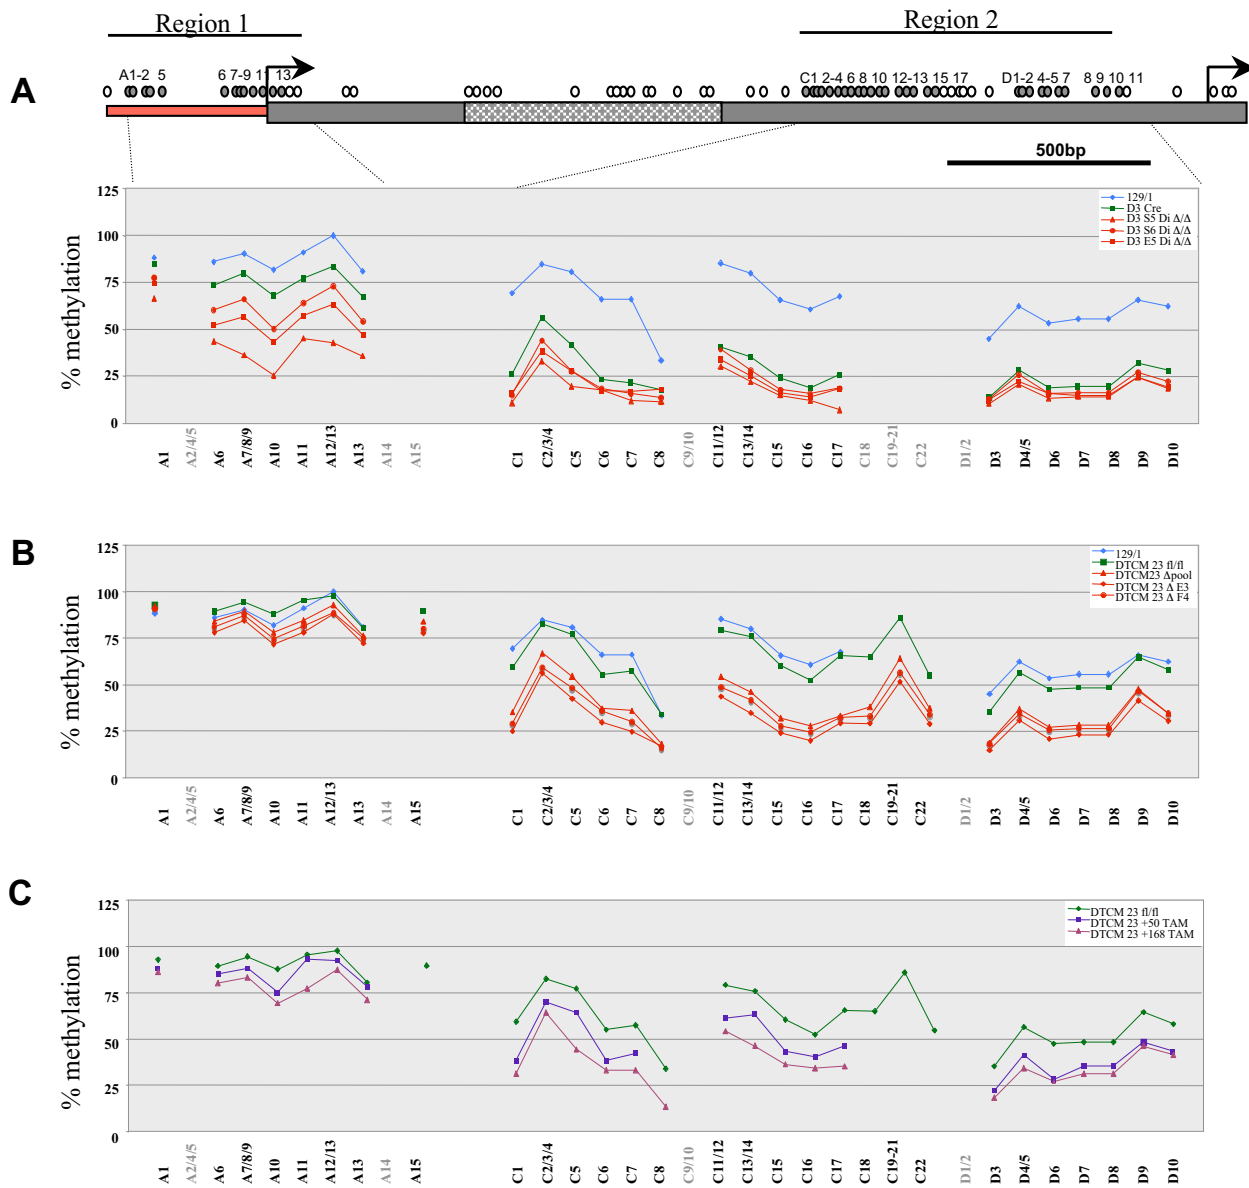 Region 1
Region 2
A
A1-2 5 6 7-9 11 13 C1 2-4 6 8 10 12-13 15 17 D1-2 4-5 7 8 9 10 11
500bp
% methylation
125
100
75
50
25
0
129/1
D3 Cre
D3 S5 Di Δ/Δ
D3 S6 Di Δ/Δ
D3 E5 Di Δ/Δ
A1 A2/4/5 A6 A7/8/9 A10 A11 A12/13 A13 A14 A15 C1 C2/3/4 C5 C6 C7 C8 C9/10 C11/12 C13/14 C15 C16 C17 C18 C19-21 C22 D1/2 D3 D4/5 D6 D7 D8 D9 D10
B
% methylation
125
100
75
50
25
0
129/1
DTCM 23 fl/fl
DTCM23 Δpool
DTCM 23 Δ E3
DTCM 23 Δ F4
A1 A2/4/5 A6 A7/8/9 A10 A11 A12/13 A13 A14 A15 C1 C2/3/4 C5 C6 C7 C8 C9/10 C11/12 C13/14 C15 C16 C17 C18 C19-21 C22 D1/2 D3 D4/5 D6 D7 D8 D9 D10
C
% methylation
125
100
75
50
25
0
DTCM 23 fl/fl
DTCM 23 +50 TAM
DTCM 23 +168 TAM
A1 A2/4/5 A6 A7/8/9 A10 A11 A12/13 A13 A14 A15 C1 C2/3/4 C5 C6 C7 C8 C9/10 C11/12 C13/14 C15 C16 C17 C18 C19-21 C22 D1/2 D3 D4/5 D6 D7 D8 D9 D10